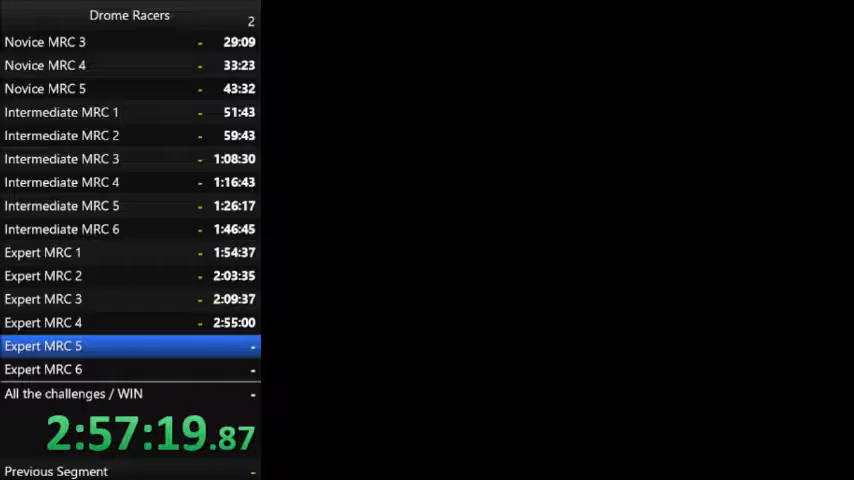 Drome Racers
2
Novice MRC 3 - 29:09
Novice MRC 4 - 33:23
Novice MRC 5 - 43:32
Intermediate MRC 1 - 51:43
Intermediate MRC 2 - 59:43
Intermediate MRC 3 - 1:08:30
Intermediate MRC 4 - 1:16:43
Intermediate MRC 5 - 1:26:17
Intermediate MRC 6 - 1:46:45
Expert MRC 1 - 1:54:37
Expert MRC 2 - 2:03:35
Expert MRC 3 - 2:09:37
Expert MRC 4 - 2:55:00
Expert MRC 5 -
Expert MRC 6 -
All the challenges / WIN -
2:57:19.87
Previous Segment -